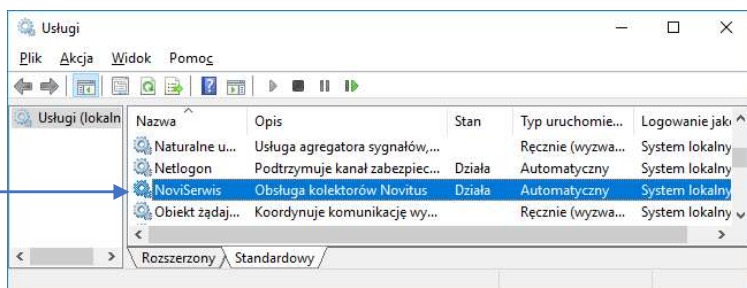 Usługi
Plik Akcja Widok Pomoc
Usługi (lokaln
Nazwa Opis Stan Typ uruchomie... Logowanie jako
Naturalne u... Usługa agregatora sygnałów,... Ręcznie (wyzwa... System lokalny
Netlogon Podtrzymuje kanał zabezpiec... Działa Automatyczny System lokalny
NoviSerwis Obsługa kolektorów Novitus Działa Automatyczny System lokalny
Obiekt żądaj... Koordynuje komunikację wy... Ręcznie (wyzwa... System lokalny
Rozszerzony Standardowy